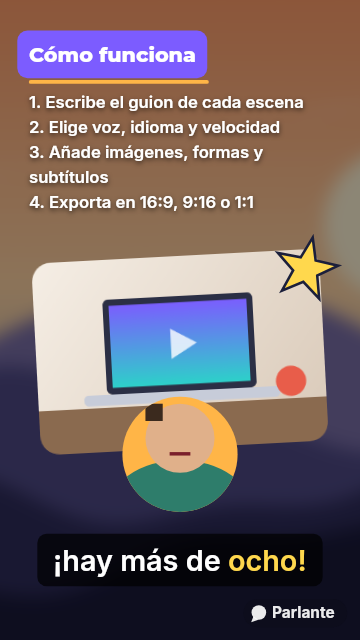 Cómo funciona
1. Escribe el guion de cada escena
2. Elige voz, idioma y velocidad
3. Añade imágenes, formas y
subtítulos
4. Exporta en 16:9, 9:16 o 1:1
¡hay más de ocho!
Parlante